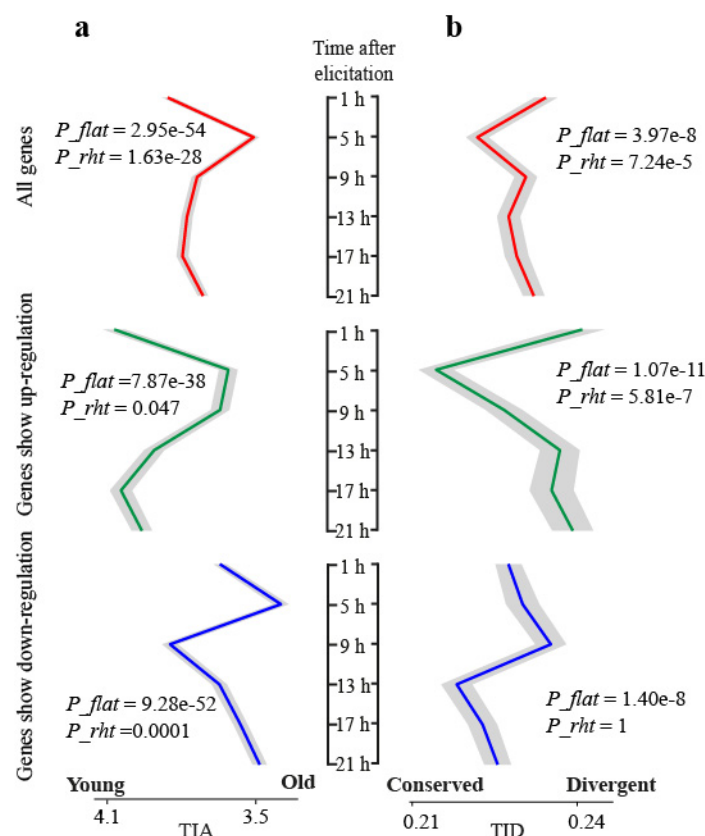 a
b
Time after
elicitation
All genes
P_flat = 2.95e-54
P_rht = 1.63e-28
1 h
5 h
9 h
13 h
17 h
21 h
P_flat = 3.97e-8
P_rht = 7.24e-5
Genes show up-regulation
P_flat =7.87e-38
P_rht = 0.047
1 h
5 h
9 h
13 h
17 h
21 h
P_flat = 1.07e-11
P_rht = 5.81e-7
Genes show down-regulation
P_flat = 9.28e-52
P_rht =0.0001
1 h
5 h
9 h
13 h
17 h
21 h
P_flat = 1.40e-8
P_rht = 1
Young
Old
4.1
3.5
TIA
Conserved
Divergent
0.21
0.24
TID